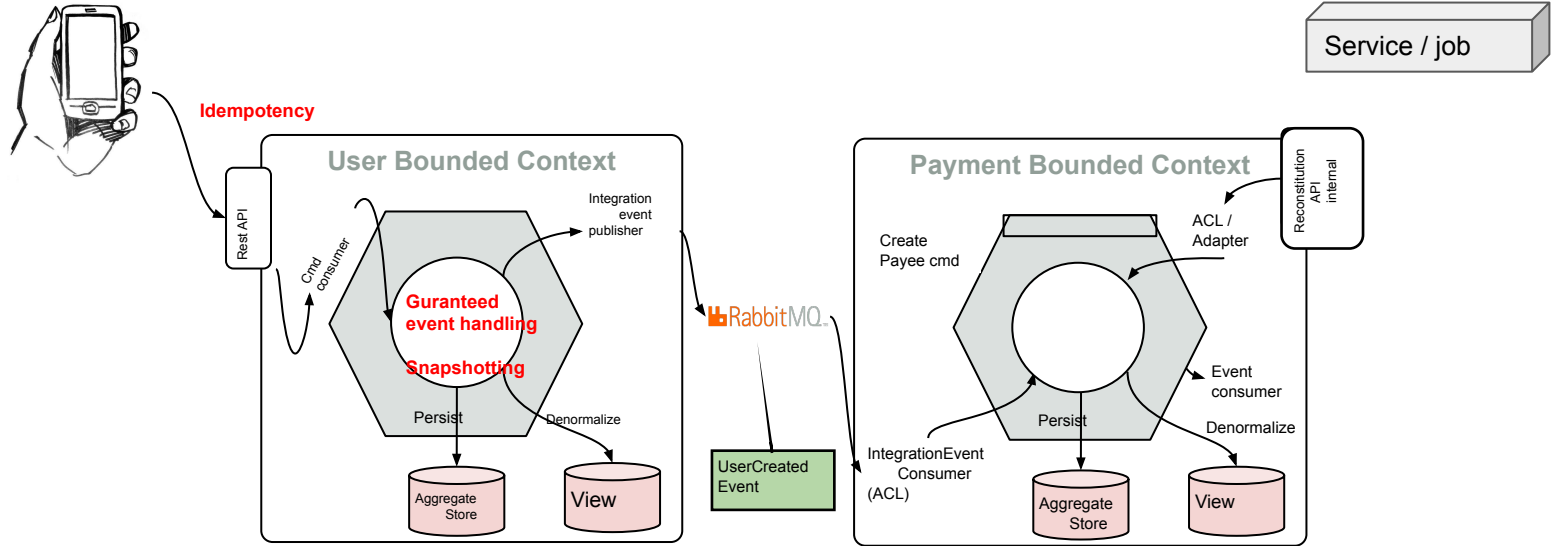 Service / job
Idempotency
User Bounded Context
Rest API
Cmd
consumer
Integration
event
publisher
Guranteed
event handling
Snapshotting
Persist
Denormalize
Aggregate
Store
View
RabbitMQ
UserCreated
Event
Payment Bounded Context
Reconstitution
API
internal
ACL /
Adapter
Create
Payee cmd
Event
consumer
Persist
Denormalize
IntegrationEvent
Consumer
(ACL)
Aggregate
Store
View